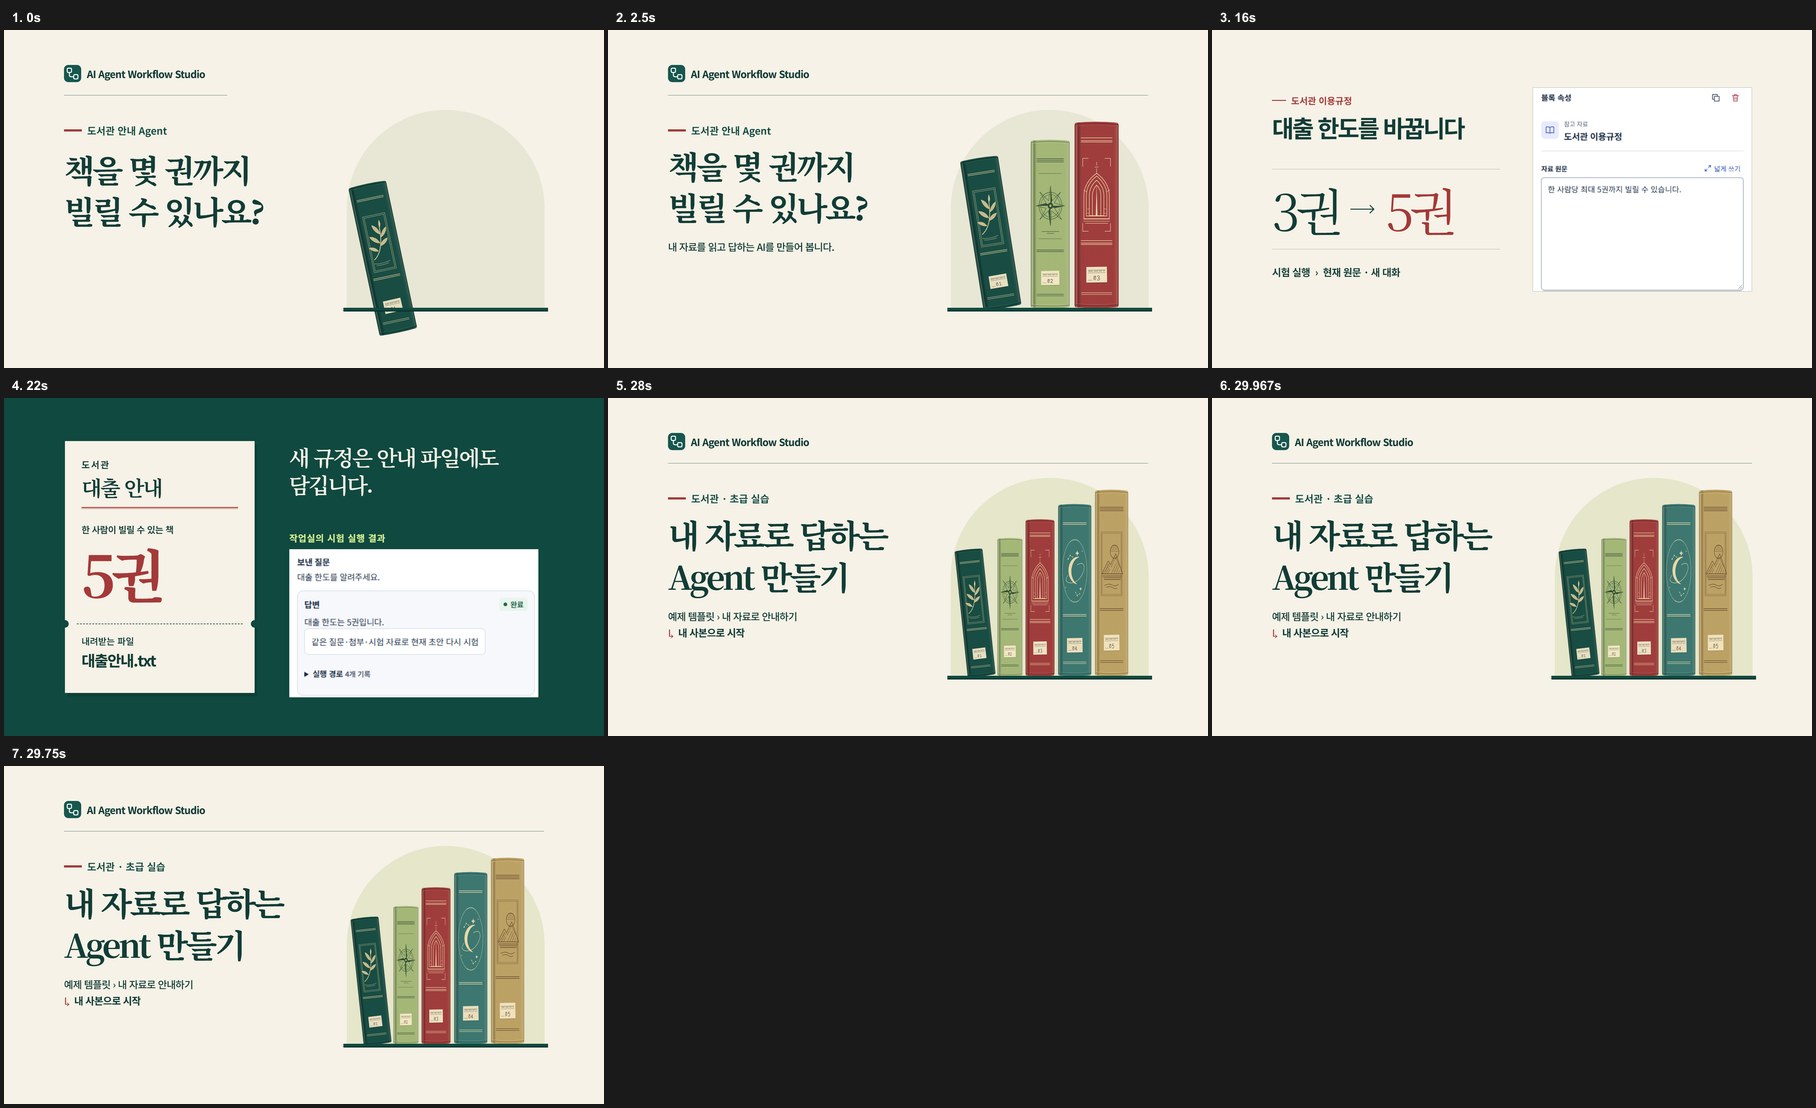 1. 0s
AI Agent Workflow Studio
도서관 안내 Agent
책을 몇 권까지
빌릴 수 있나요?
2. 2.5s
AI Agent Workflow Studio
도서관 안내 Agent
책을 몇 권까지
빌릴 수 있나요?
내 자료를 읽고 답하는 AI를 만들어 봅니다.
3. 16s
도서관 이용규정
대출 한도를 바꿉니다
3권 → 5권
시험 실행 › 현재 원문 · 새 대화
블록 속성
참고 자료
도서관 이용규정
자료 원문
넓게 쓰기
한 사람당 최대 5권까지 빌릴 수 있습니다.
4. 22s
도서관
대출 안내
한 사람이 빌릴 수 있는 책
5권
내려받는 파일
대출안내.txt
새 규정은 안내 파일에도
담깁니다.
작업실의 시험 실행 결과
보낸 질문
대출 한도를 알려주세요.
답변
완료
대출 한도는 5권입니다.
같은 질문·첨부·시험 자료로 현재 초안 다시 시험
실행 경로 4개 기록
5. 28s
AI Agent Workflow Studio
도서관 · 초급 실습
내 자료로 답하는
Agent 만들기
예제 템플릿 › 내 자료로 안내하기
내 사본으로 시작
6. 29.967s
AI Agent Workflow Studio
도서관 · 초급 실습
내 자료로 답하는
Agent 만들기
예제 템플릿 › 내 자료로 안내하기
내 사본으로 시작
7. 29.75s
AI Agent Workflow Studio
도서관 · 초급 실습
내 자료로 답하는
Agent 만들기
예제 템플릿 › 내 자료로 안내하기
내 사본으로 시작